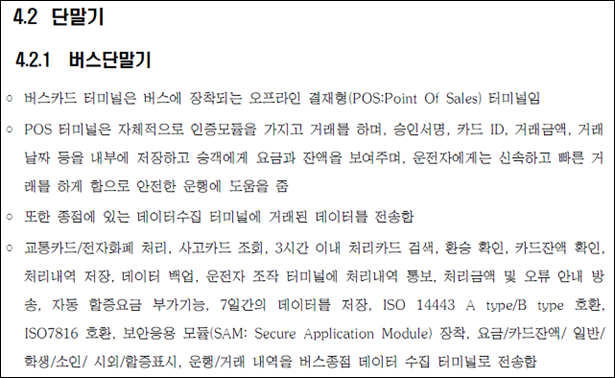 4.2 단말기
4.2.1 버스단말기
○ 버스카드 터미널은 버스에 장착되는 오프라인 결재형(POS:Point Of Sales) 터미널임
○ POS 터미널은 자체적으로 인증모듈을 가지고 거래를 하며, 승인서명, 카드 ID, 거래금액, 거래
날짜 등을 내부에 저장하고 승객에게 요금과 잔액을 보여주며, 운전자에게는 신속하고 빠른 거
래를 하게 함으로 안전한 운행에 도움을 줌
○ 또한 종점에 있는 데이터수집 터미널에 거래된 데이터를 전송함
○ 교통카드/전자화폐 처리, 사고카드 조회, 3시간 이내 처리카드 검색, 환승 확인, 카드잔액 확인,
처리내역 저장, 데이터 백업, 운전자 조작 터미널에 처리내역 통보, 처리금액 및 오류 안내 방
송, 자동 할증요금 부가기능, 7일간의 데이터를 저장, ISO 14443 A type/B type 호환,
ISO7816 호환, 보안응용 모듈(SAM: Secure Application Module) 장착, 요금/카드잔액/ 일반/
학생/소인/ 시외/할증표시, 운행/거래 내역을 버스종점 데이터 수집 터미널로 전송함